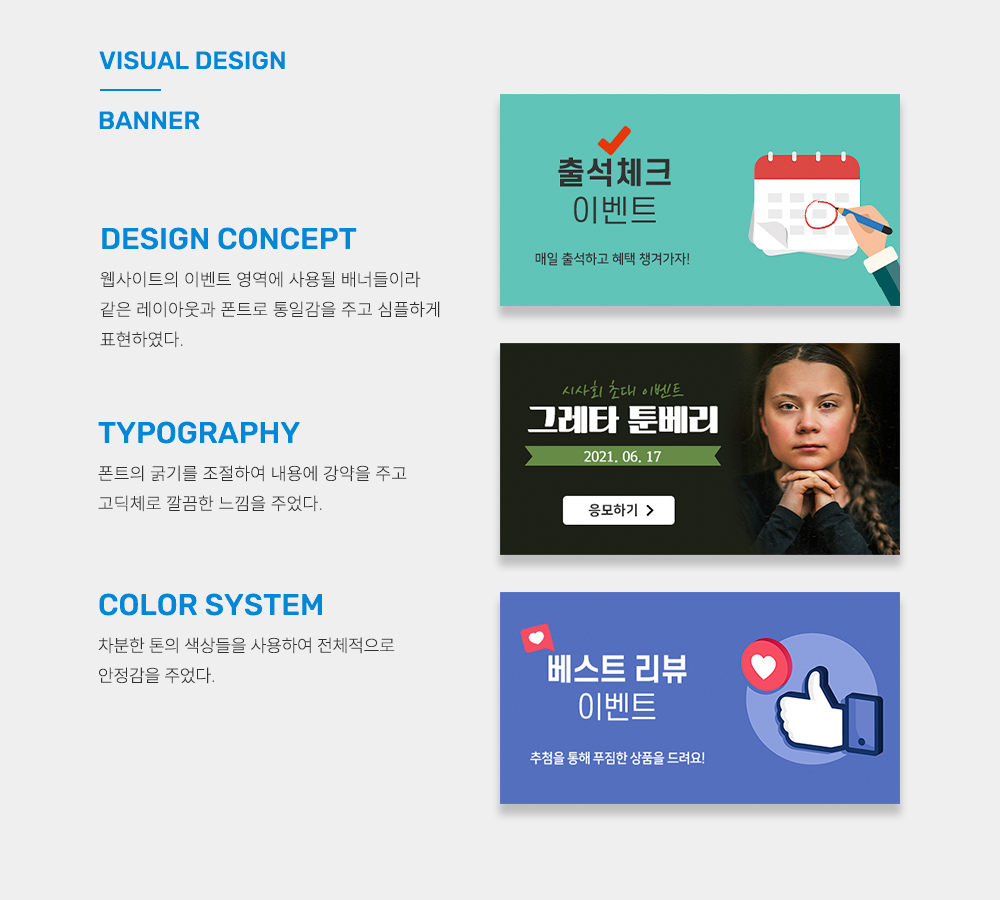 VISUAL DESIGN
BANNER
DESIGN CONCEPT
웹사이트의 이벤트 영역에 사용될 배너들이라
같은 레이아웃과 폰트로 통일감을 주고 심플하게
표현하였다.
TYPOGRAPHY
폰트의 굵기를 조절하여 내용에 강약을 주고
고딕체로 깔끔한 느낌을 주었다.
COLOR SYSTEM
차분한 톤의 색상들을 사용하여 전체적으로
안정감을 주었다.
출석체크
이벤트
매일 출석하고 혜택 챙겨가자!
시사회 초대 이벤트
그레타 툰베리
2021. 06. 17
응모하기
베스트 리뷰
이벤트
추첨을 통해 푸짐한 상품을 드려요!